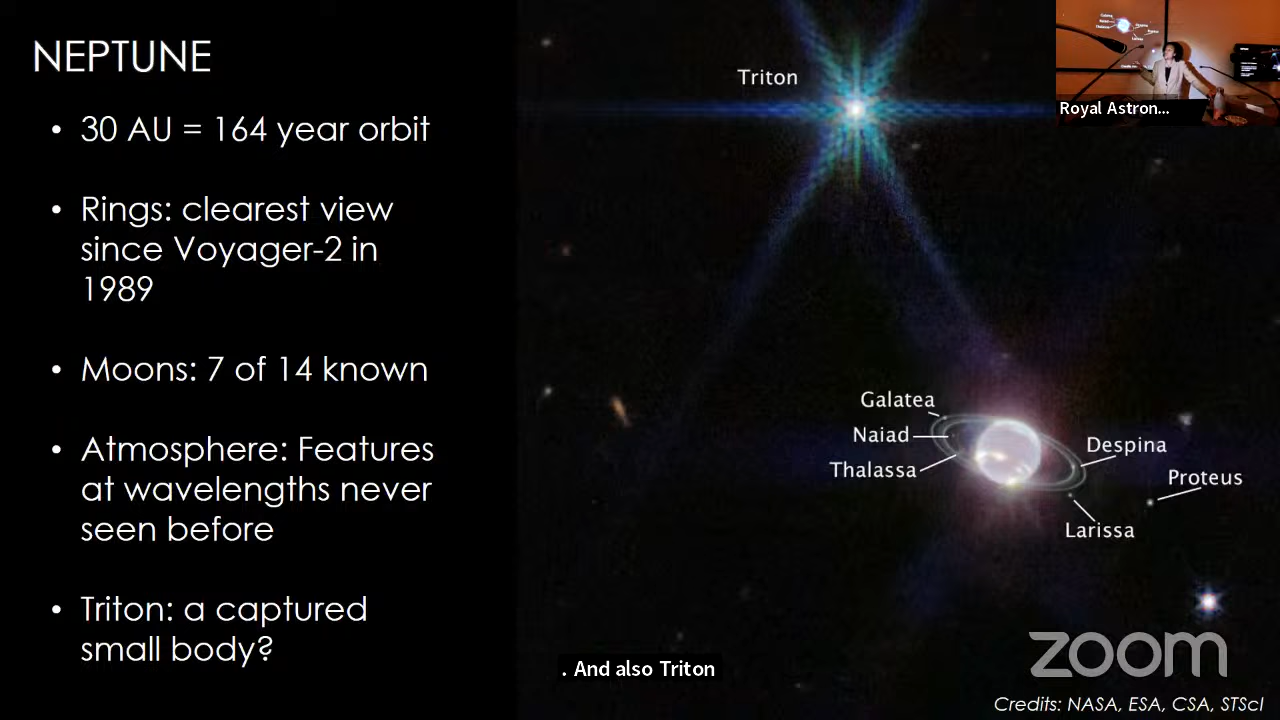 NEPTUNE
• 30 AU = 164 year orbit
• Rings: clearest view
since Voyager-2 in
1989
• Moons: 7 of 14 known
• Atmosphere: Features
at wavelengths never
seen before
• Triton: a captured
small body?
Triton
Galatea
Naiad
Thalassa
Despina
Proteus
Larissa
Royal Astron...
. And also Triton
zoom
Credits: NASA, ESA, CSA, STScI